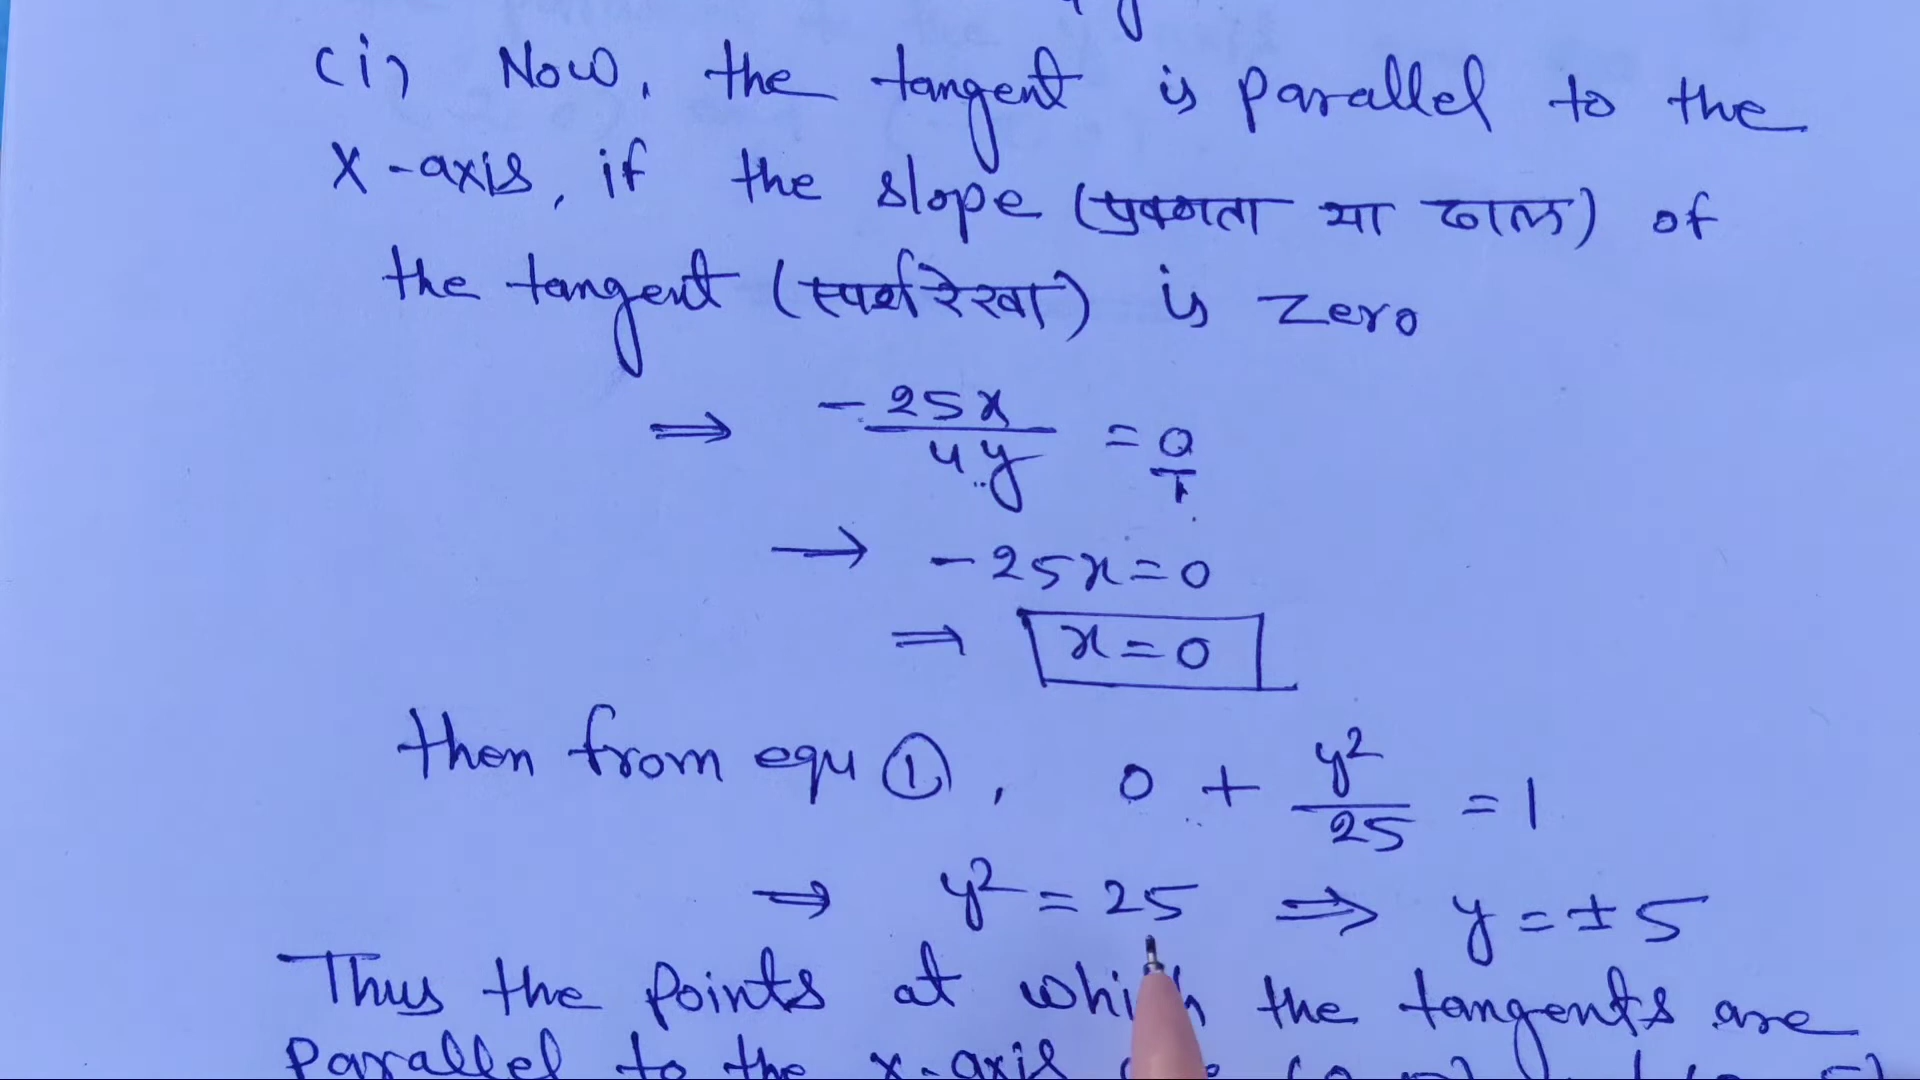 (i) Now, the tangent is parallel to the
X-axis, if the slope (प्रवणता या ढाल) of
the tangent (स्पर्श रेखा) is zero
⇒ -25x/4y = 0/1
→ -25x=0
⇒ x=0
then from equ ①, 0 + y²/25 = 1
⇒ y² = 25 ⇒ y = ± 5
Thus the points at which the tangents are
parallel to the x-axis